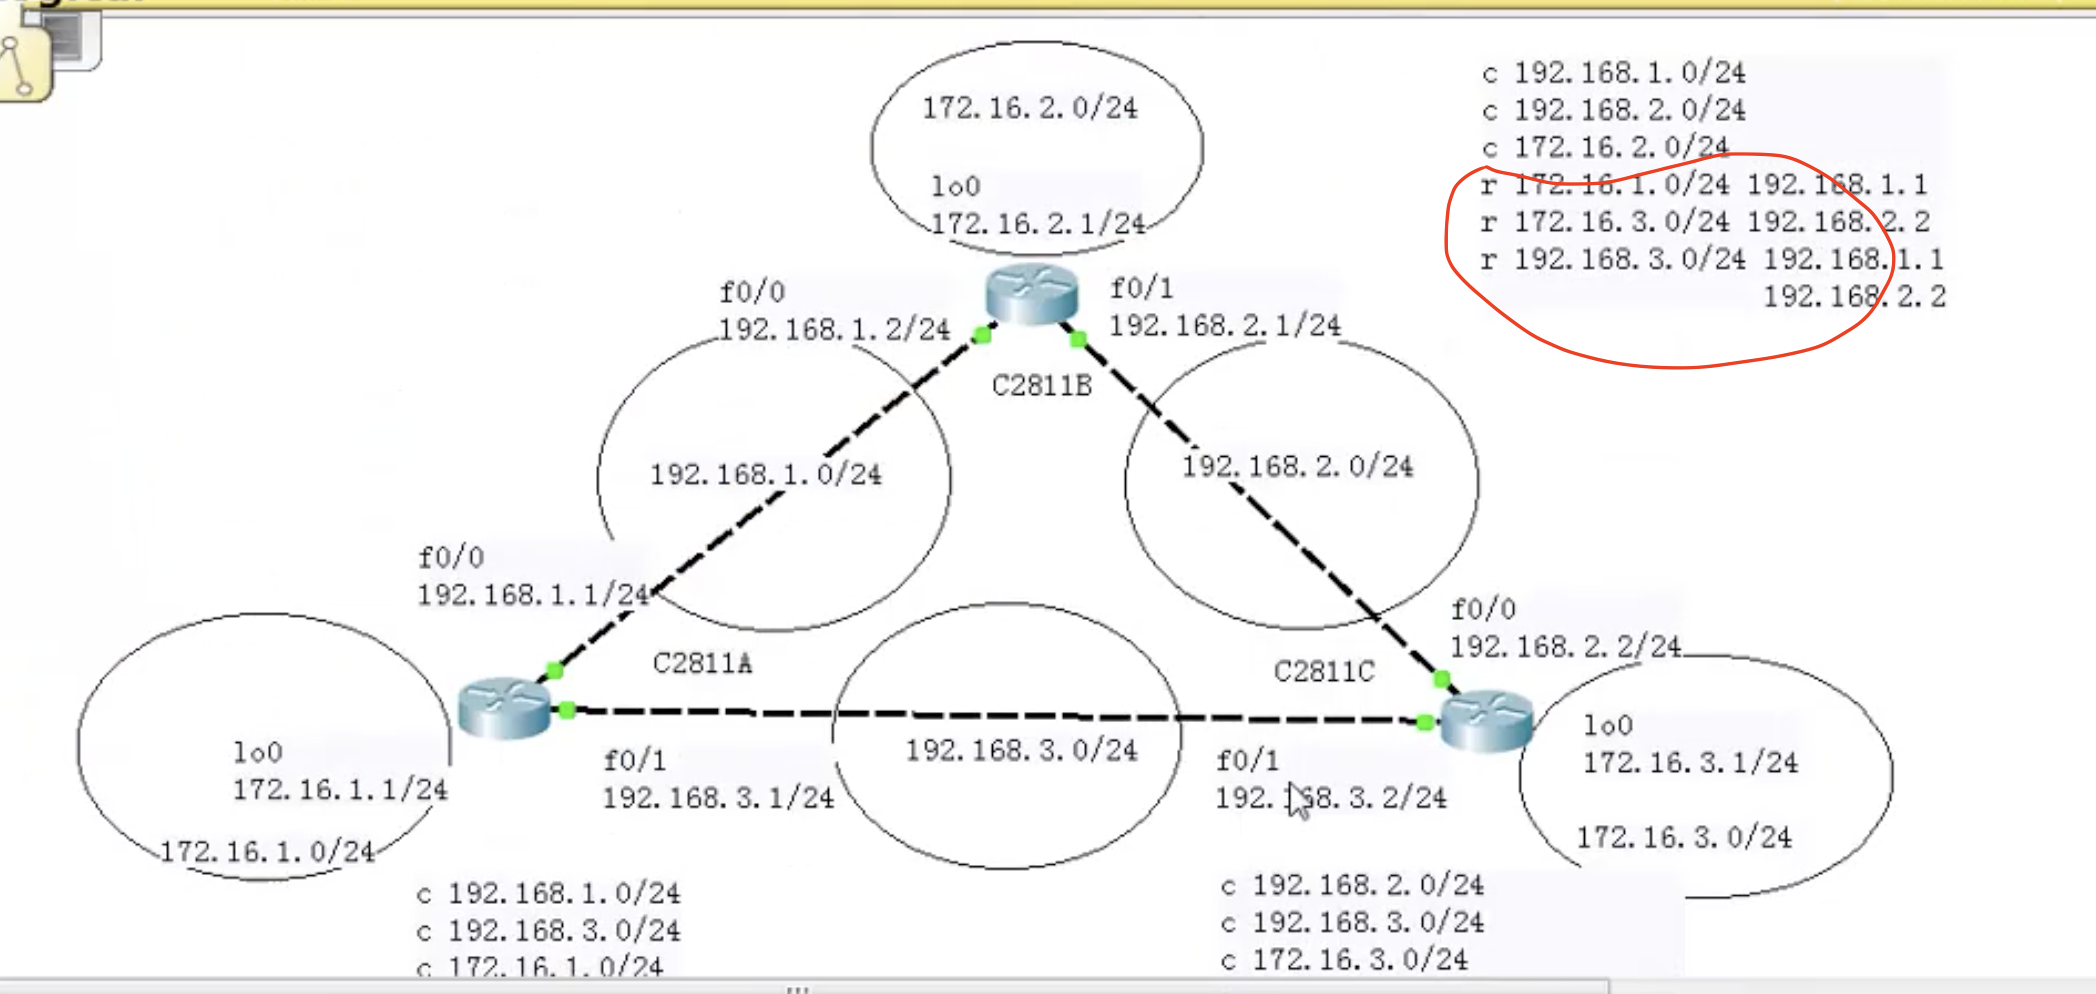 172.16.2.0/24
lo0
172.16.2.1/24
c 192.168.1.0/24
c 192.168.2.0/24
c 172.16.2.0/24
r 172.16.1.0/24 192.168.1.1
r 172.16.3.0/24 192.168.2.2
r 192.168.3.0/24 192.168.1.1
192.168.2.2
f0/0
192.168.1.2/24
f0/1
192.168.2.1/24
C2811B
192.168.1.0/24
192.168.2.0/24
f0/0
192.168.1.1/24
f0/0
192.168.2.2/24
C2811A
C2811C
lo0
172.16.1.1/24
172.16.1.0/24
f0/1
192.168.3.1/24
192.168.3.0/24
f0/1
192.168.3.2/24
lo0
172.16.3.1/24
172.16.3.0/24
c 192.168.1.0/24
c 192.168.3.0/24
c 172.16.1.0/24
c 192.168.2.0/24
c 192.168.3.0/24
c 172.16.3.0/24